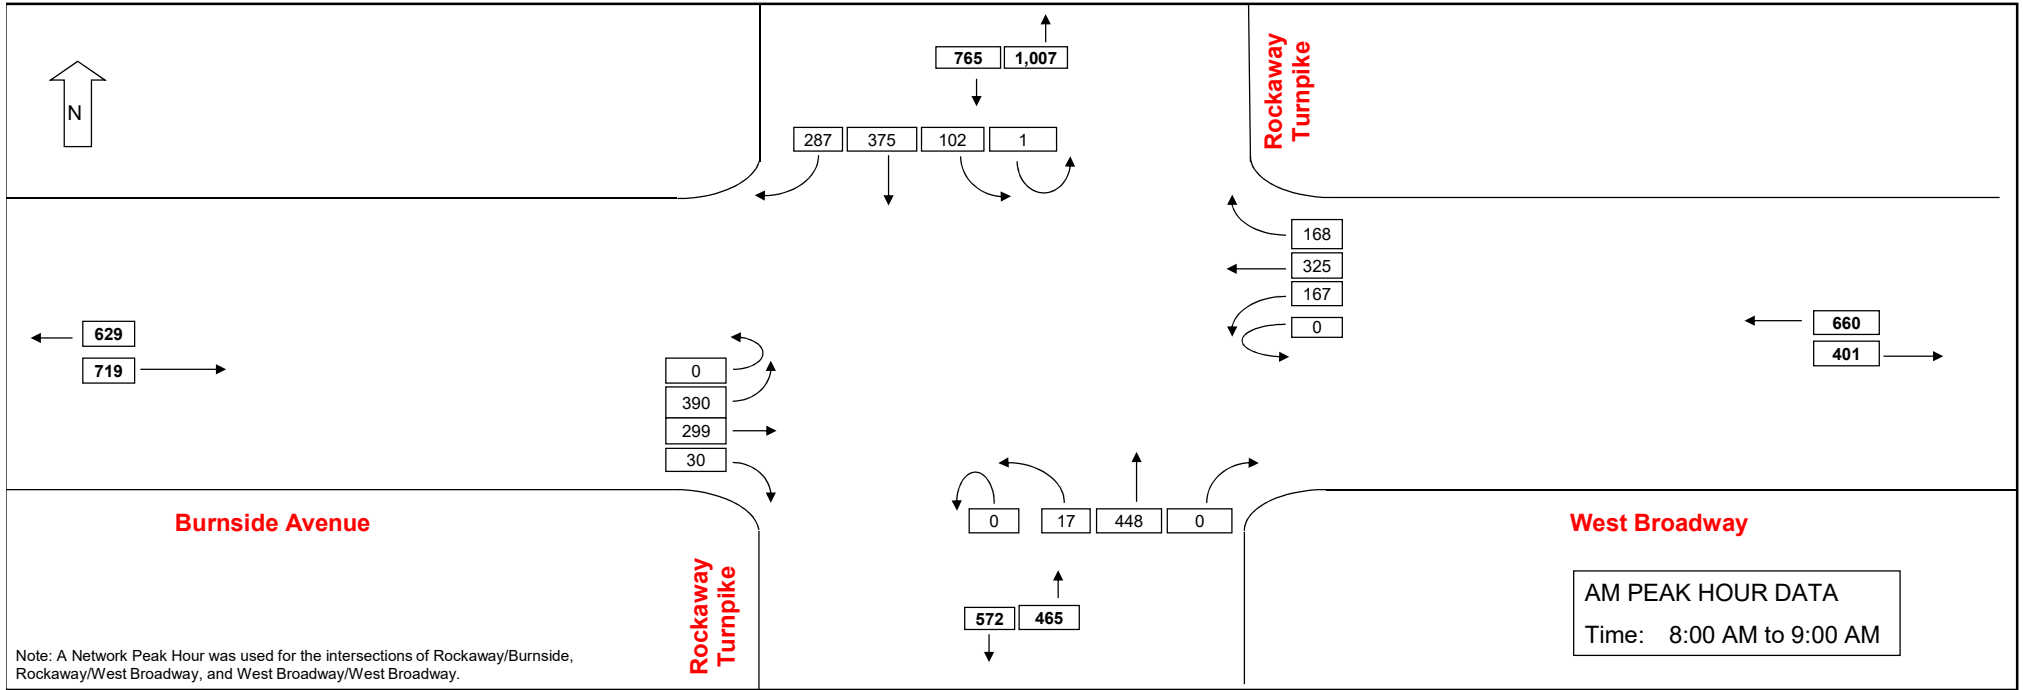 765 1,007
Rockaway
Turnpike
N
287 375 102 1
168
325
167
0
629
719
660
401
0
390
299
30
0 17 448 0
Burnside Avenue
West Broadway
Rockaway
Turnpike
572 465
AM PEAK HOUR DATA
Time: 8:00 AM to 9:00 AM
Note: A Network Peak Hour was used for the intersections of Rockaway/Burnside,
Rockaway/West Broadway, and West Broadway/West Broadway.